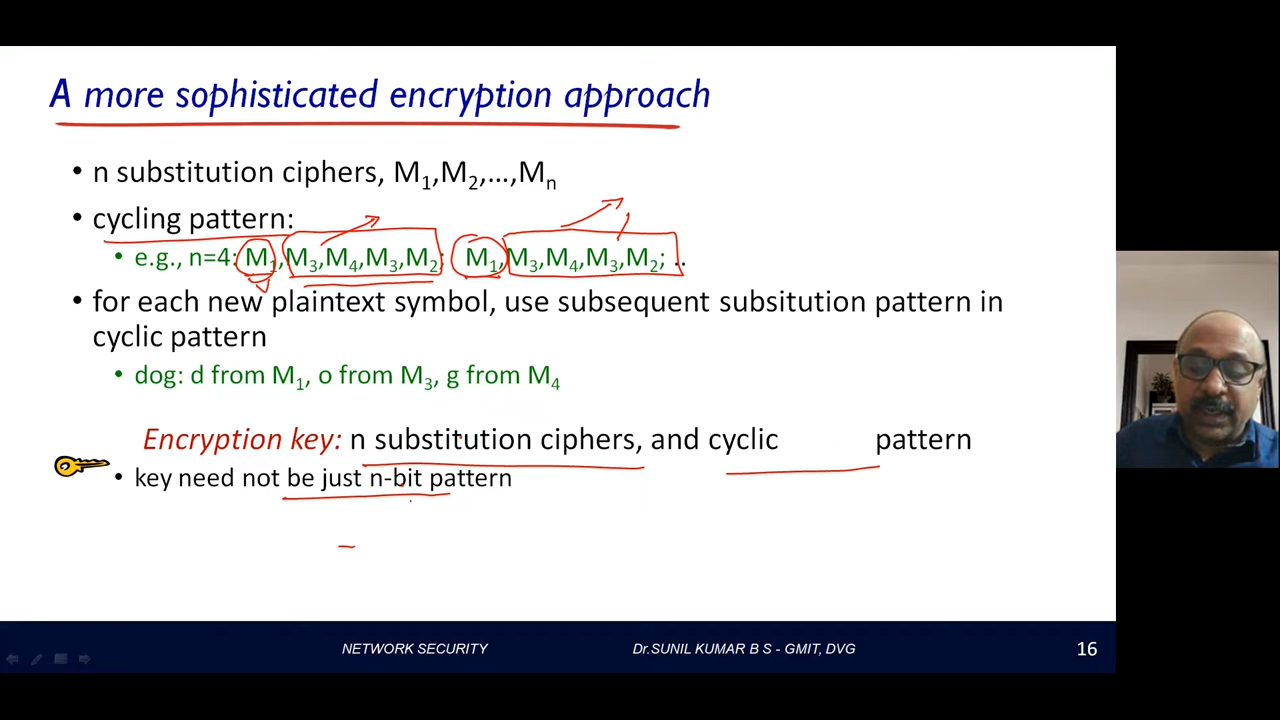 A more sophisticated encryption approach
• n substitution ciphers, M1,M2,…,Mn
• cycling pattern:
• e.g., n=4: M1,M3,M4,M3,M2; M1,M3,M4,M3,M2; ..
• for each new plaintext symbol, use subsequent subsitution pattern in
cyclic pattern
• dog: d from M1, o from M3, g from M4
Encryption key: n substitution ciphers, and cyclic pattern
• key need not be just n-bit pattern
NETWORK SECURITY Dr.SUNIL KUMAR B S - GMIT, DVG 16